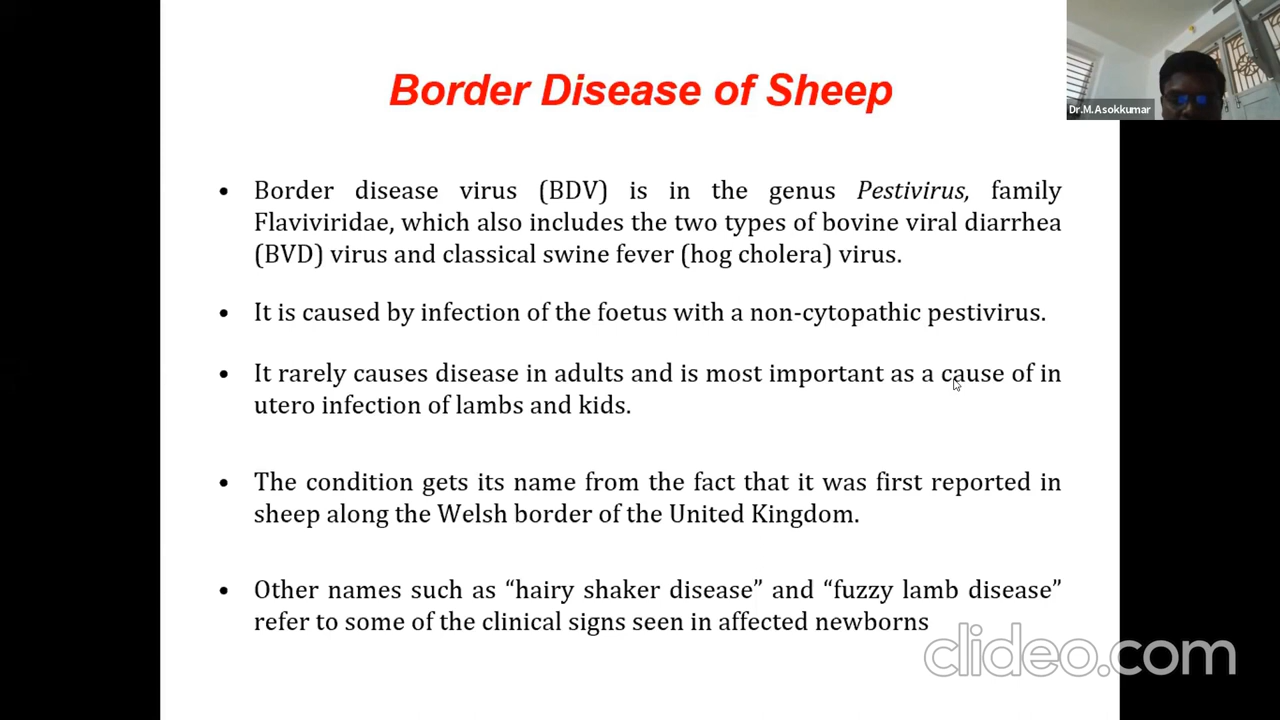 Border Disease of Sheep
Dr.M.Asokkumar
• Border disease virus (BDV) is in the genus Pestivirus, family
Flaviviridae, which also includes the two types of bovine viral diarrhea
(BVD) virus and classical swine fever (hog cholera) virus.
• It is caused by infection of the foetus with a non-cytopathic pestivirus.
• It rarely causes disease in adults and is most important as a cause of in
utero infection of lambs and kids.
• The condition gets its name from the fact that it was first reported in
sheep along the Welsh border of the United Kingdom.
• Other names such as “hairy shaker disease” and “fuzzy lamb disease”
refer to some of the clinical signs seen in affected newborns
clideo.com